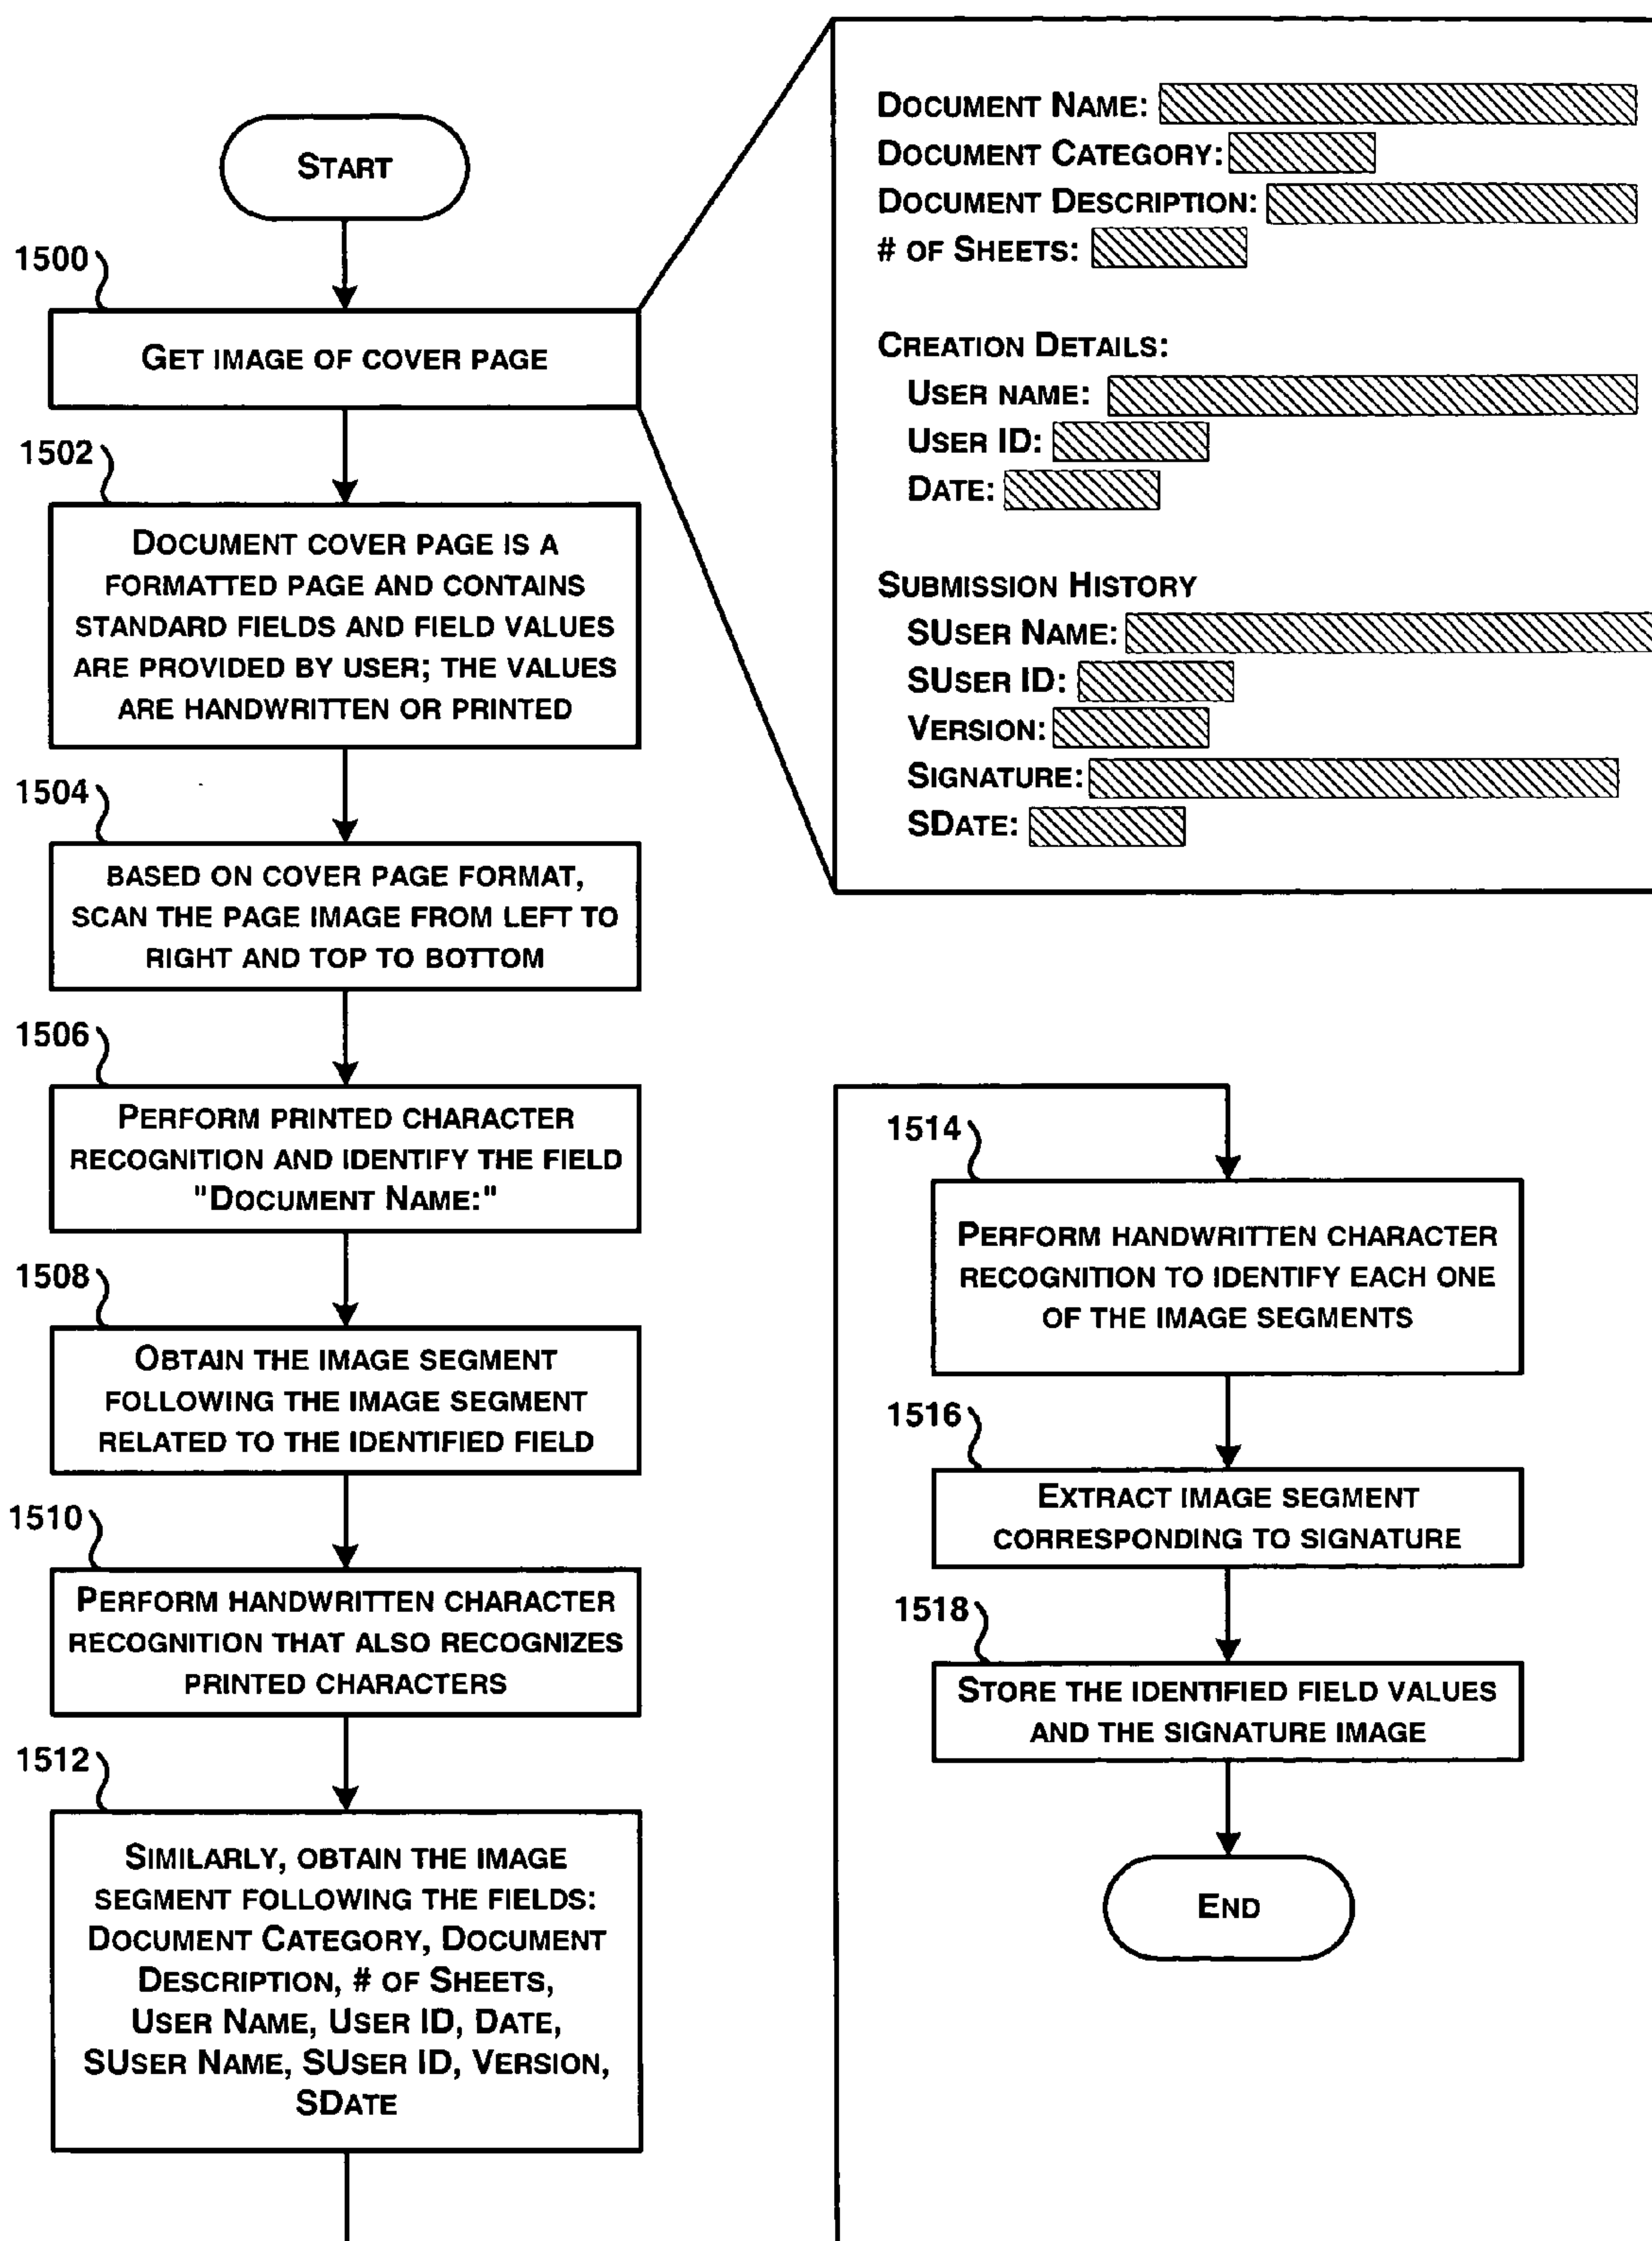 START
1500
GET IMAGE OF COVER PAGE
1502
DOCUMENT COVER PAGE IS A
FORMATTED PAGE AND CONTAINS
STANDARD FIELDS AND FIELD VALUES
ARE PROVIDED BY USER; THE VALUES
ARE HANDWRITTEN OR PRINTED
1504
BASED ON COVER PAGE FORMAT,
SCAN THE PAGE IMAGE FROM LEFT TO
RIGHT AND TOP TO BOTTOM
1506
PERFORM PRINTED CHARACTER
RECOGNITION AND IDENTIFY THE FIELD
"DOCUMENT NAME:"
1508
OBTAIN THE IMAGE SEGMENT
FOLLOWING THE IMAGE SEGMENT
RELATED TO THE IDENTIFIED FIELD
1510
PERFORM HANDWRITTEN CHARACTER
RECOGNITION THAT ALSO RECOGNIZES
PRINTED CHARACTERS
1512
SIMILARLY, OBTAIN THE IMAGE
SEGMENT FOLLOWING THE FIELDS:
DOCUMENT CATEGORY, DOCUMENT
DESCRIPTION, # OF SHEETS,
USER NAME, USER ID, DATE,
SUSER NAME, SUSER ID, VERSION,
SDATE
DOCUMENT NAME:
DOCUMENT CATEGORY:
DOCUMENT DESCRIPTION:
# OF SHEETS:
CREATION DETAILS:
USER NAME:
USER ID:
DATE:
SUBMISSION HISTORY
SUSER NAME:
SUSER ID:
VERSION:
SIGNATURE:
SDATE:
1514
PERFORM HANDWRITTEN CHARACTER
RECOGNITION TO IDENTIFY EACH ONE
OF THE IMAGE SEGMENTS
1516
EXTRACT IMAGE SEGMENT
CORRESPONDING TO SIGNATURE
1518
STORE THE IDENTIFIED FIELD VALUES
AND THE SIGNATURE IMAGE
END